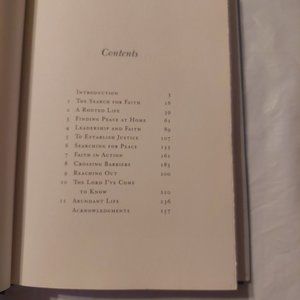 Contents
Introduction 3
1 The Search for Faith 16
2 A Rooted Life 39
3 Finding Peace at Home 61
4 Leadership and Faith 89
5 To Establish Justice 107
6 Searching for Peace 133
7 Faith in Action 161
8 Crossing Barriers 183
9 Reaching Out 200
10 The Lord I've Come
to Know 220
11 Abundant Life 236
Acknowledgments 257